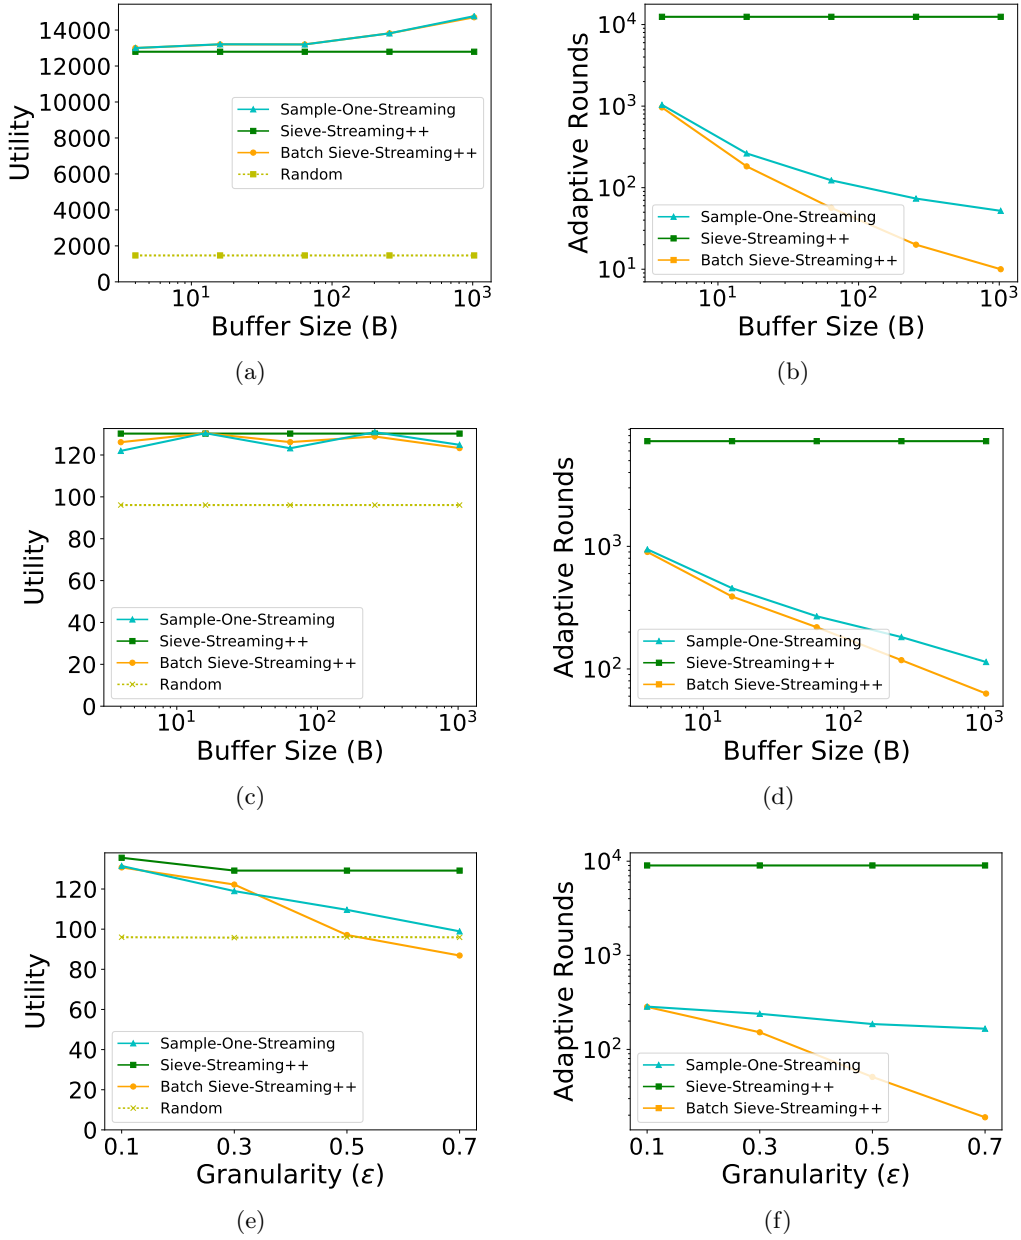 14000
12000
10000
8000
6000
4000
2000
0
Utility
Sample-One-Streaming
Sieve-Streaming++
Batch Sieve-Streaming++
Random
10^1
10^2
10^3
Buffer Size (B)
(a)
10^4
10^3
10^2
10^1
Adaptive Rounds
Sample-One-Streaming
Sieve-Streaming++
Batch Sieve-Streaming++
10^1
10^2
10^3
Buffer Size (B)
(b)
120
100
80
60
40
20
0
Utility
Sample-One-Streaming
Sieve-Streaming++
Batch Sieve-Streaming++
Random
10^1
10^2
10^3
Buffer Size (B)
(c)
10^3
10^2
Adaptive Rounds
Sample-One-Streaming
Sieve-Streaming++
Batch Sieve-Streaming++
10^1
10^2
10^3
Buffer Size (B)
(d)
120
100
80
60
40
20
0
Utility
Sample-One-Streaming
Sieve-Streaming++
Batch Sieve-Streaming++
Random
0.1
0.3
0.5
0.7
Granularity (ε)
(e)
10^4
10^3
10^2
Adaptive Rounds
Sample-One-Streaming
Sieve-Streaming++
Batch Sieve-Streaming++
0.1
0.3
0.5
0.7
Granularity (ε)
(f)